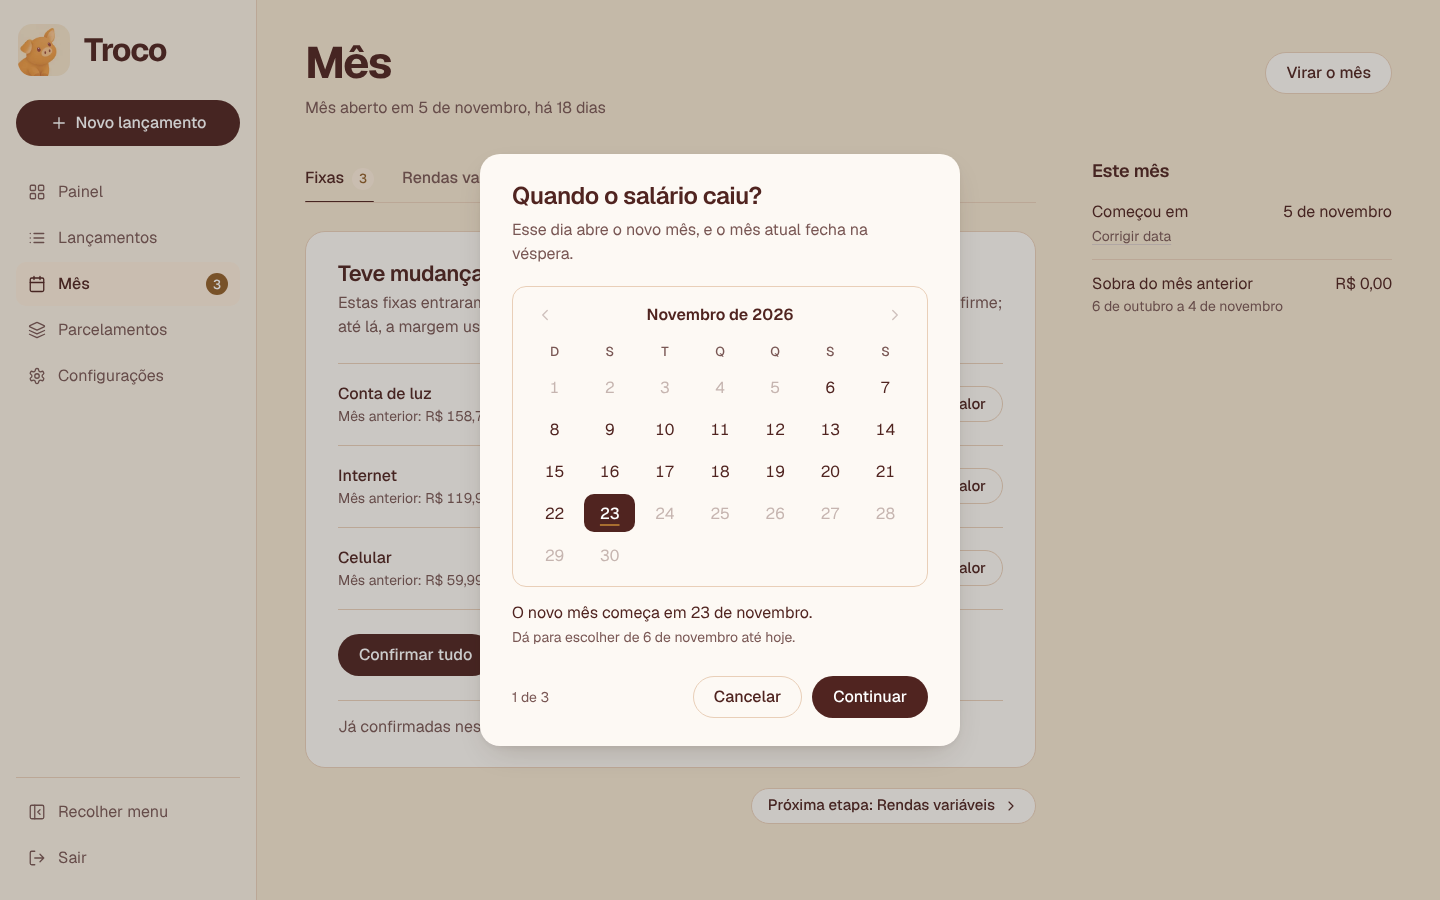 Troco
Novo lançamento
Painel
Lançamentos
Mês 3
Parcelamentos
Configurações
Recolher menu
Sair
Mês
Mês aberto em 5 de novembro, há 18 dias
Virar o mês
Fixas 3
Rendas va
Teve mudança
Estas fixas entraram
firme;
até lá, a margem us
Conta de luz
Mês anterior: R$ 158,7
alor
Internet
Mês anterior: R$ 119,9
alor
Celular
Mês anterior: R$ 59,99
alor
Confirmar tudo
Já confirmadas nes
Próxima etapa: Rendas variáveis
Este mês
Começou em 5 de novembro
Corrigir data
Sobra do mês anterior R$ 0,00
6 de outubro a 4 de novembro
Quando o salário caiu?
Esse dia abre o novo mês, e o mês atual fecha na
véspera.
Novembro de 2026
D S T Q Q S S
1 2 3 4 5 6 7
8 9 10 11 12 13 14
15 16 17 18 19 20 21
22 23 24 25 26 27 28
29 30
O novo mês começa em 23 de novembro.
Dá para escolher de 6 de novembro até hoje.
1 de 3
Cancelar
Continuar